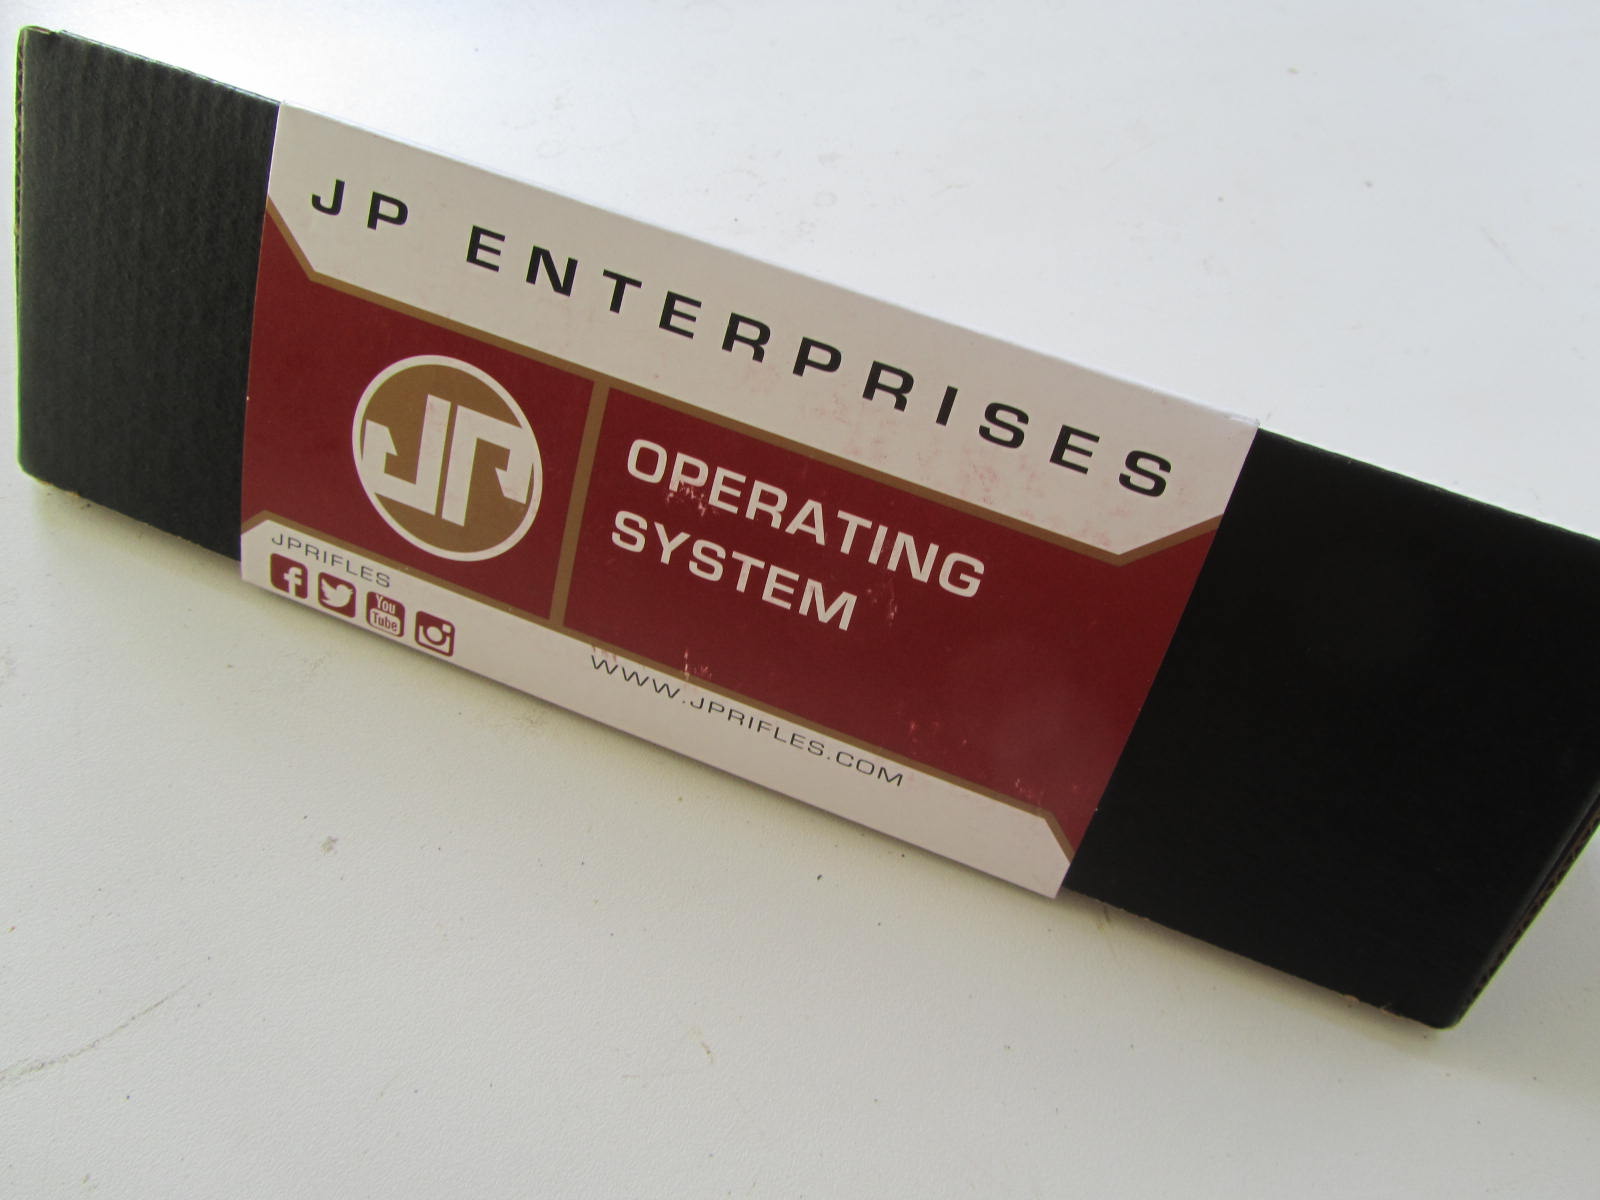 JP ENTERPRISES
JP
OPERATING
SYSTEM
JPRIFLES
You
Tube
WWW.JPRIFLES.COM